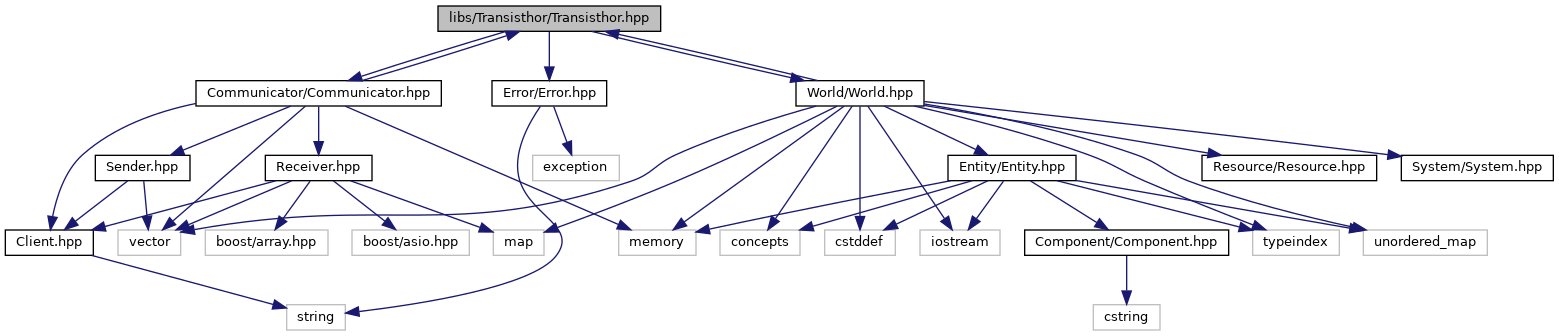 libs/Transisthor/Transisthor.hpp
Communicator/Communicator.hpp
Error/Error.hpp
World/World.hpp
Sender.hpp
Receiver.hpp
exception
Entity/Entity.hpp
Resource/Resource.hpp
System/System.hpp
Client.hpp
vector
boost/array.hpp
boost/asio.hpp
map
memory
concepts
cstddef
iostream
Component/Component.hpp
typeindex
unordered_map
string
cstring